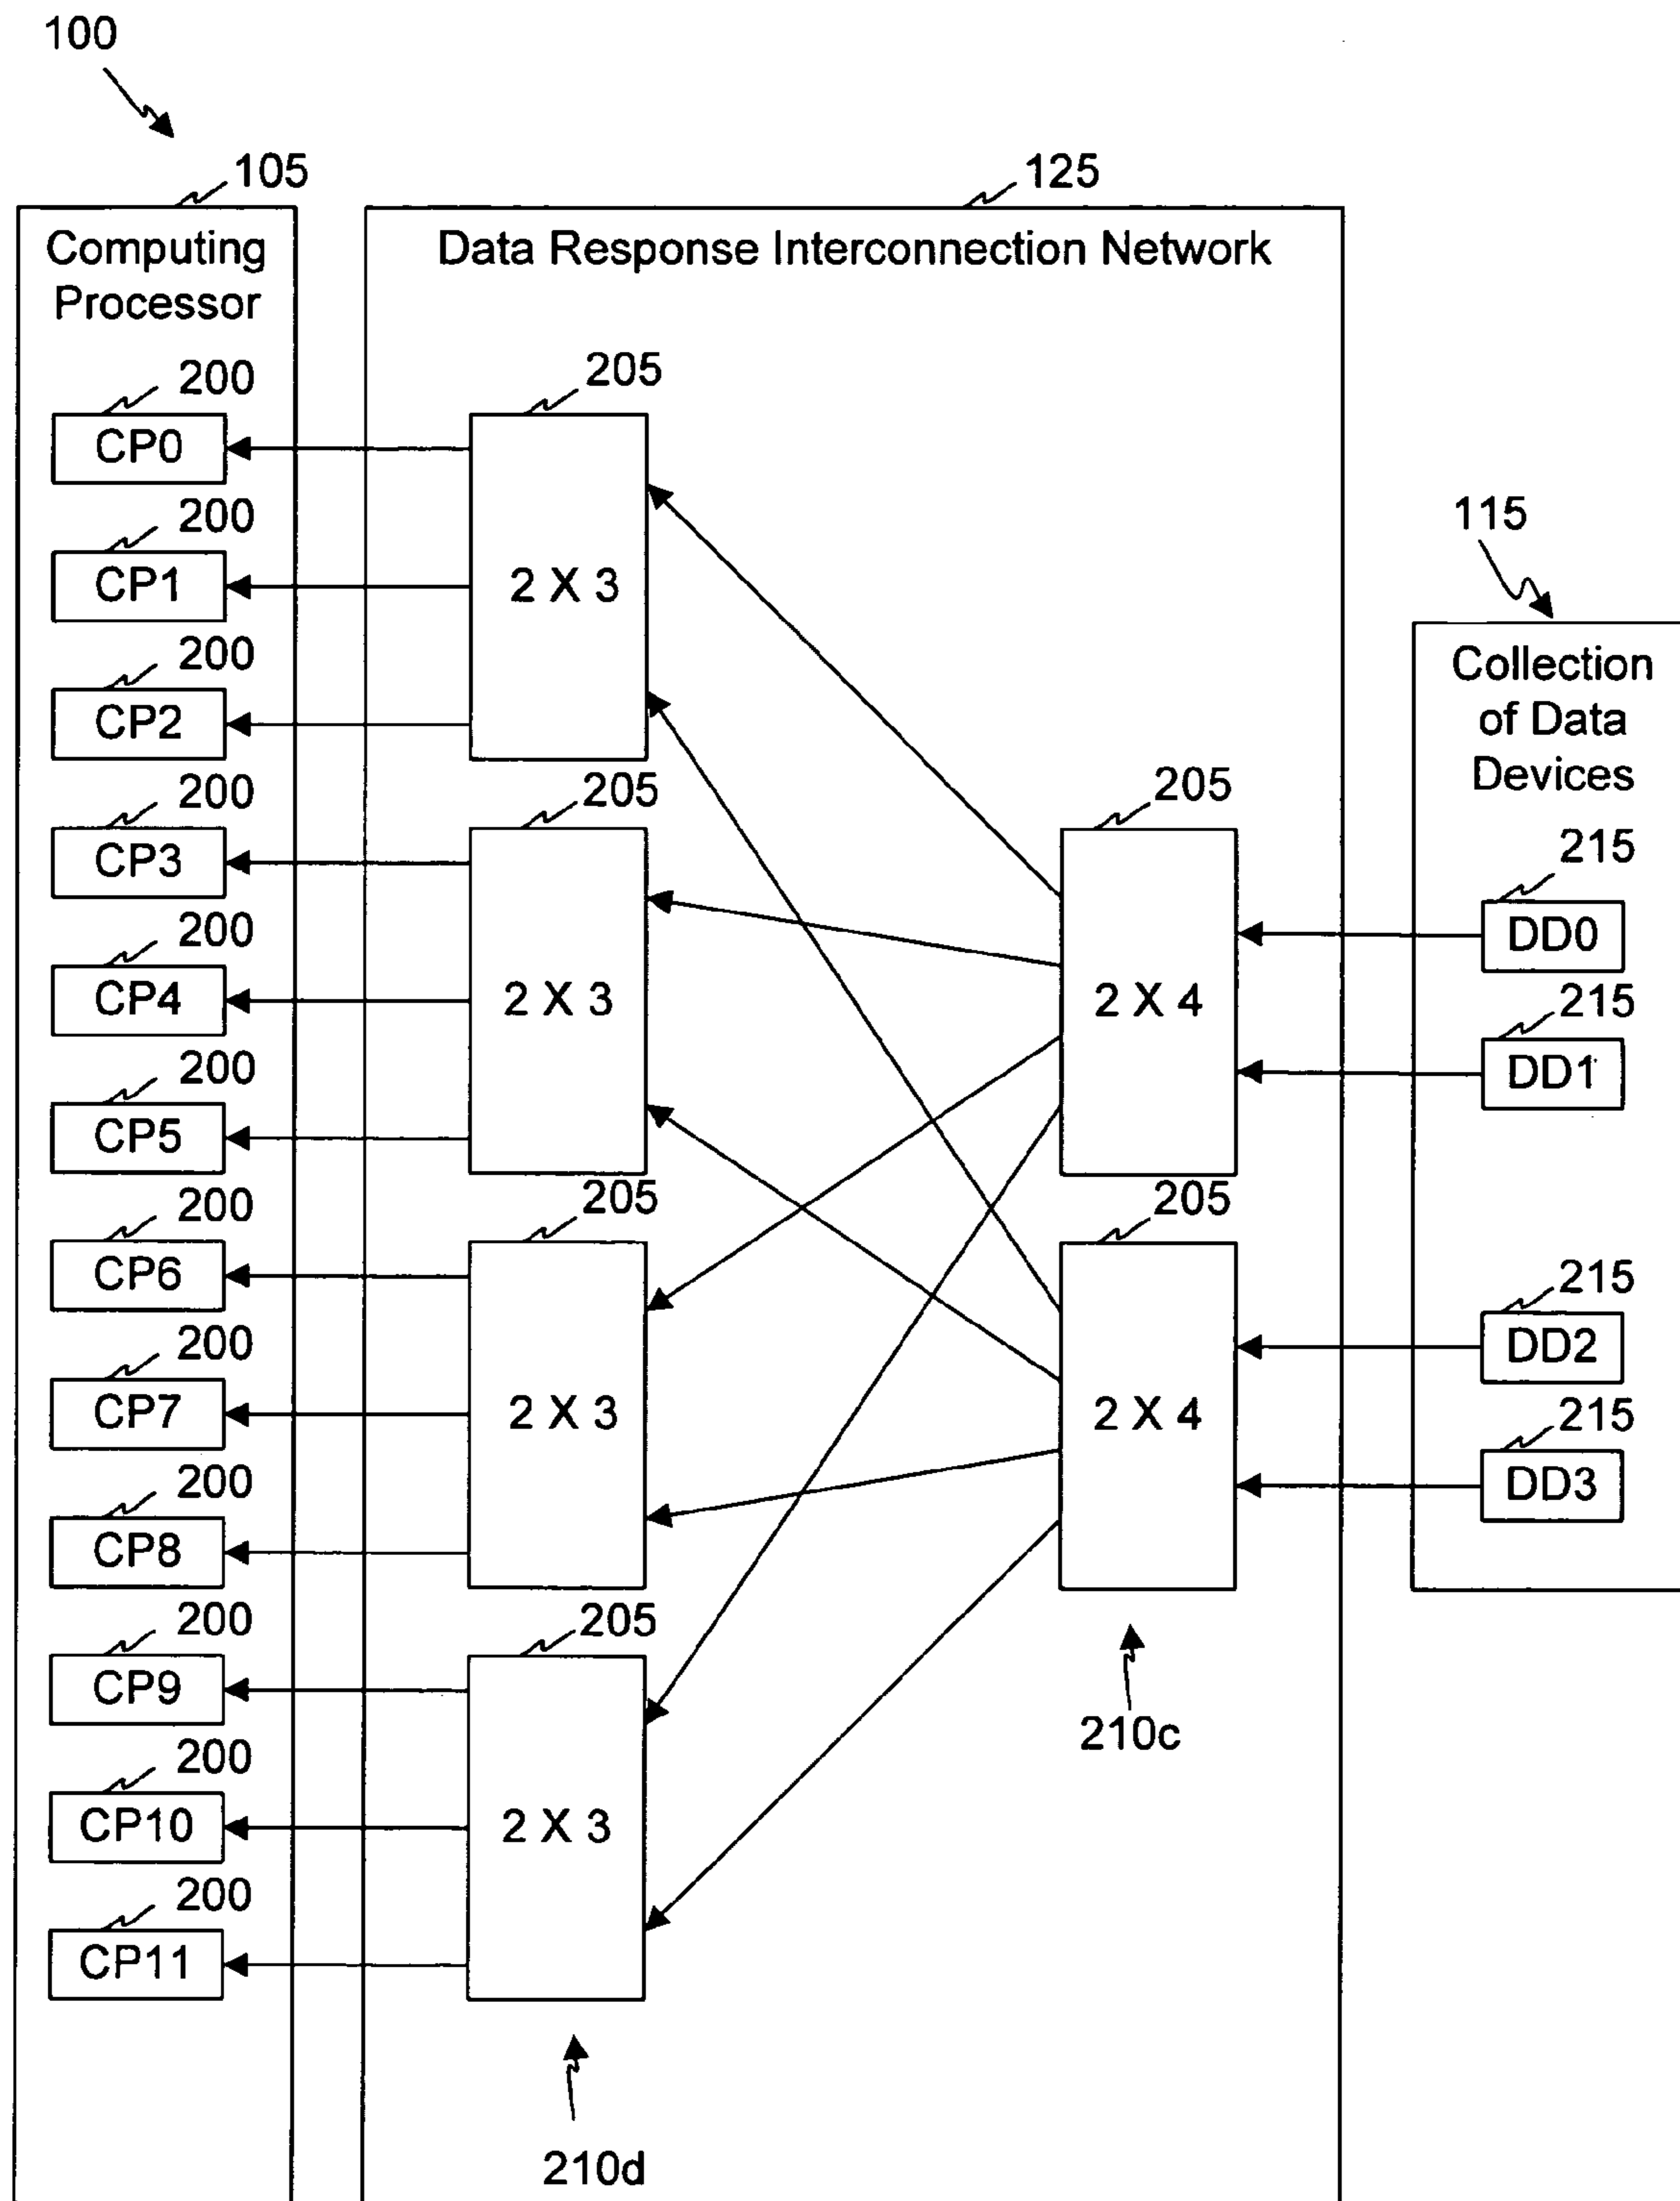 100
105
125
Computing
Processor
Data Response Interconnection Network
200
205
CP0
200
CP1
2 X 3
200
CP2
115
Collection
of Data
Devices
200
205
205
CP3
215
DD0
200
CP4
2 X 3
2 X 4
215
DD1
200
CP5
200
205
205
CP6
215
DD2
200
CP7
2 X 3
2 X 4
215
DD3
200
CP8
200
205
CP9
210c
200
CP10
2 X 3
200
CP11
210d